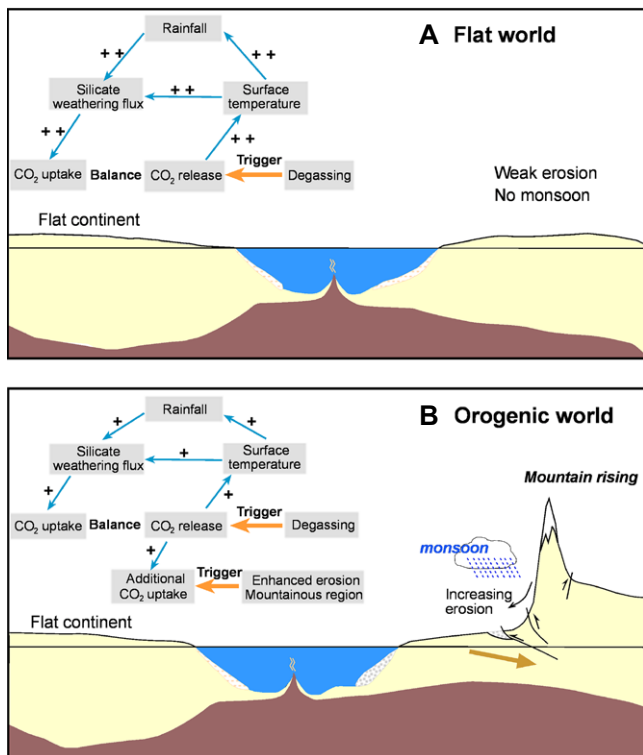 A Flat world
Rainfall
+ +
+ +
Silicate
weathering flux
+ +
Surface
temperature
+ +
+ +
CO₂ uptake
Balance
CO₂ release
Trigger
Degassing
Weak erosion
No monsoon
Flat continent
B Orogenic world
Rainfall
+
+
Silicate
weathering flux
+
Surface
temperature
+
+
Mountain rising
CO₂ uptake
Balance
CO₂ release
Trigger
Degassing
monsoon
+
Additional
CO₂ uptake
Trigger
Enhanced erosion
Mountainous region
Increasing
erosion
Flat continent